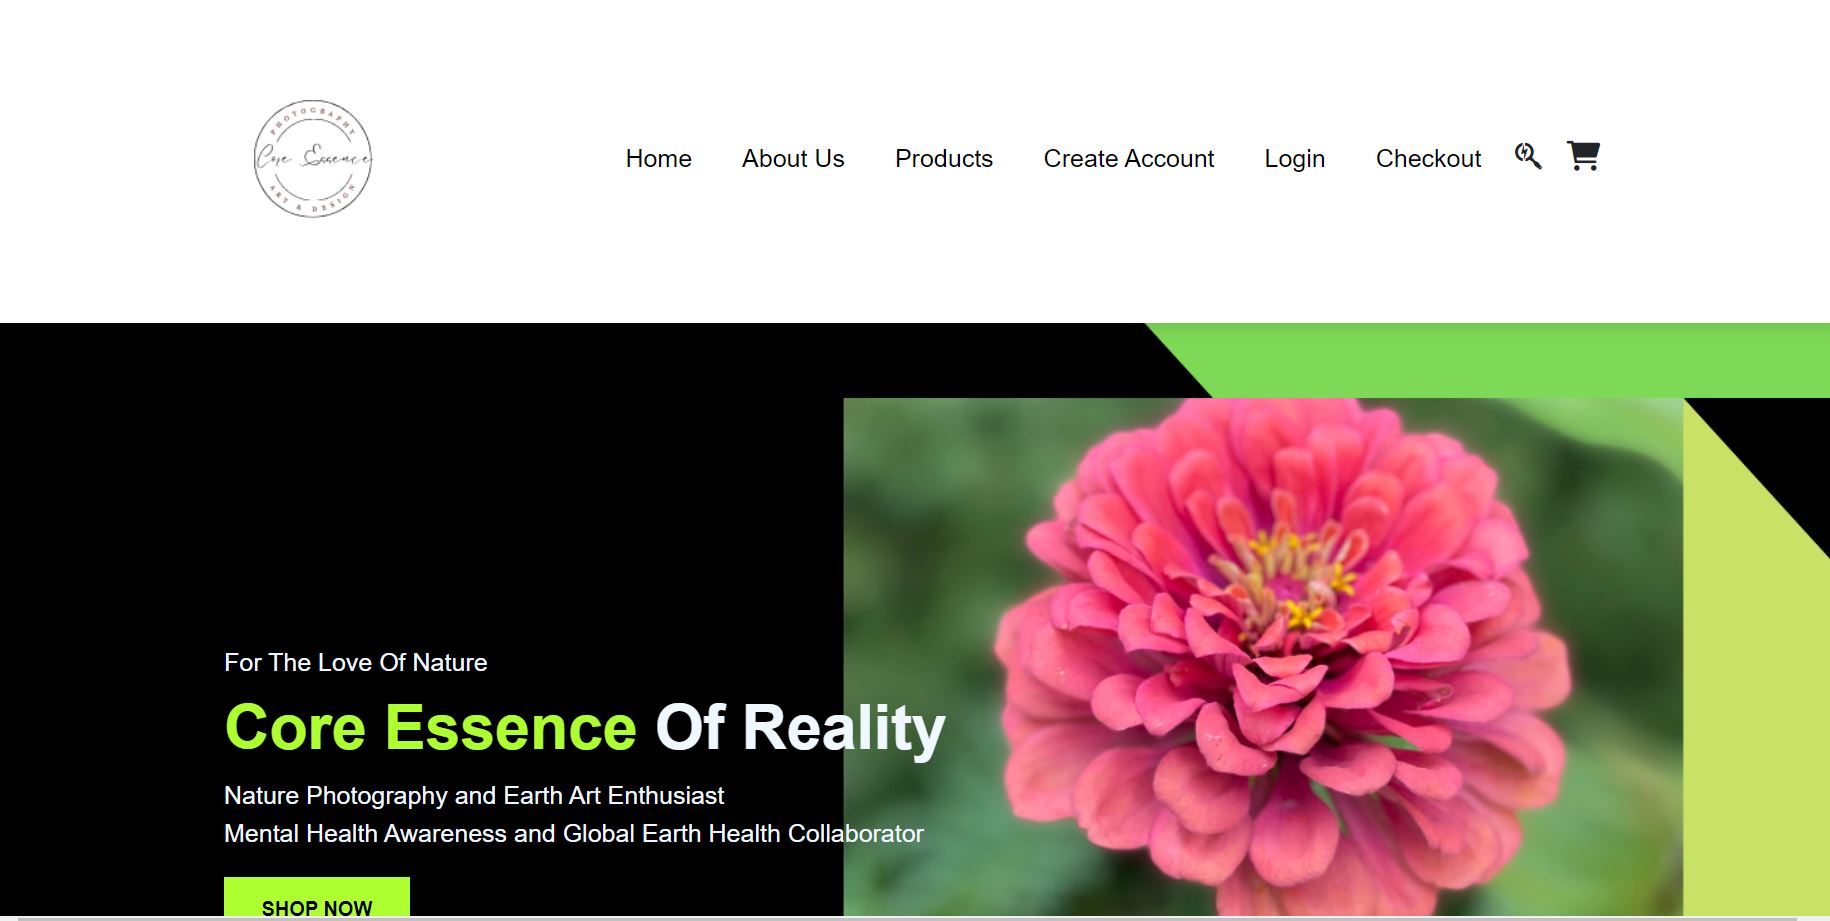 PHOTOGRAPHY
Core Essence
ART & DESIGN
Home About Us Products Create Account Login Checkout
For The Love Of Nature
Core Essence Of Reality
Nature Photography and Earth Art Enthusiast
Mental Health Awareness and Global Earth Health Collaborator
SHOP NOW